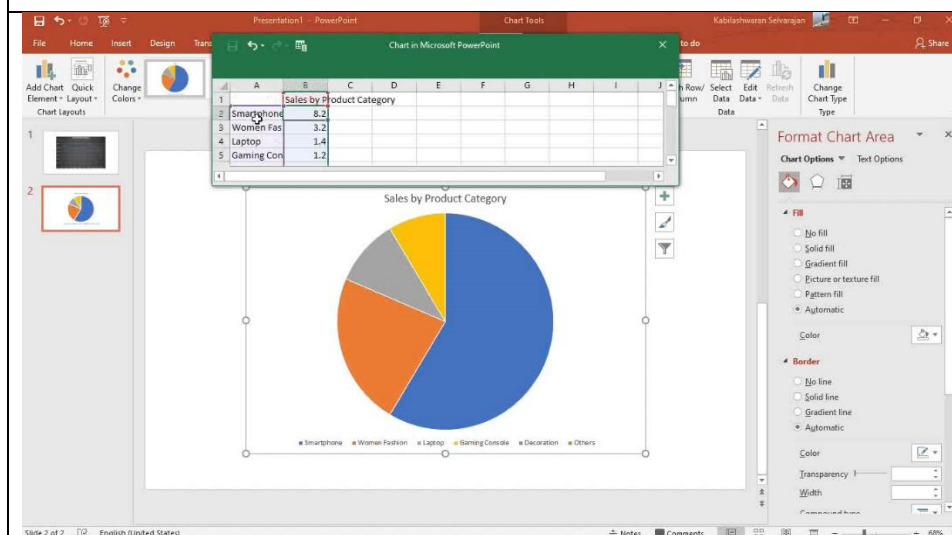 Presentation1 - PowerPoint
Chart Tools
Kabilashwaran Selvarajan
File Home Insert Design
Chart in Microsoft PowerPoint
to do
Share
Add Chart Element
Quick Layout
Change Colors
Select Data
Edit Data
Refresh Data
Change Chart Type
Chart Layouts
Data
Type
A B C D E F G H I J
1 Sales by Product Category
2 Smartphone 8.2
3 Women Fas 3.2
4 Laptop 1.4
5 Gaming Con 1.2
1
2
Sales by Product Category
Smartphone Women Fashion Laptop Gaming Console Decoration Others
Format Chart Area
Chart Options Text Options
Fill
No fill
Solid fill
Gradient fill
Picture or texture fill
Pattern fill
Automatic
Color
Border
No line
Solid line
Gradient line
Automatic
Color
Transparency
Width
Slide 2 of 2 English (United States)
Notes Comments
68%